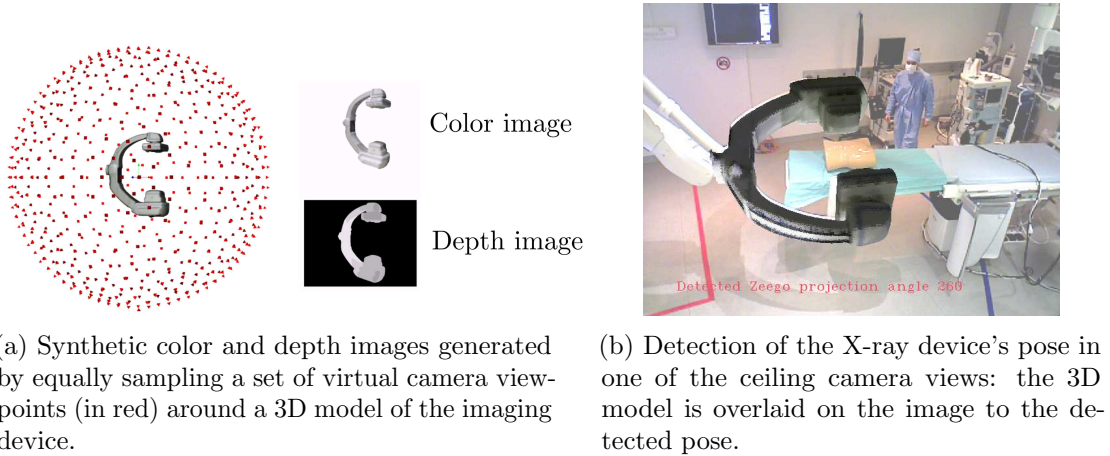 Color image
Depth image
Detected Zeego projection angle 260
(a) Synthetic color and depth images generated
by equally sampling a set of virtual camera view-
points (in red) around a 3D model of the imaging
device.
(b) Detection of the X-ray device's pose in
one of the ceiling camera views: the 3D
model is overlaid on the image to the de-
tected pose.